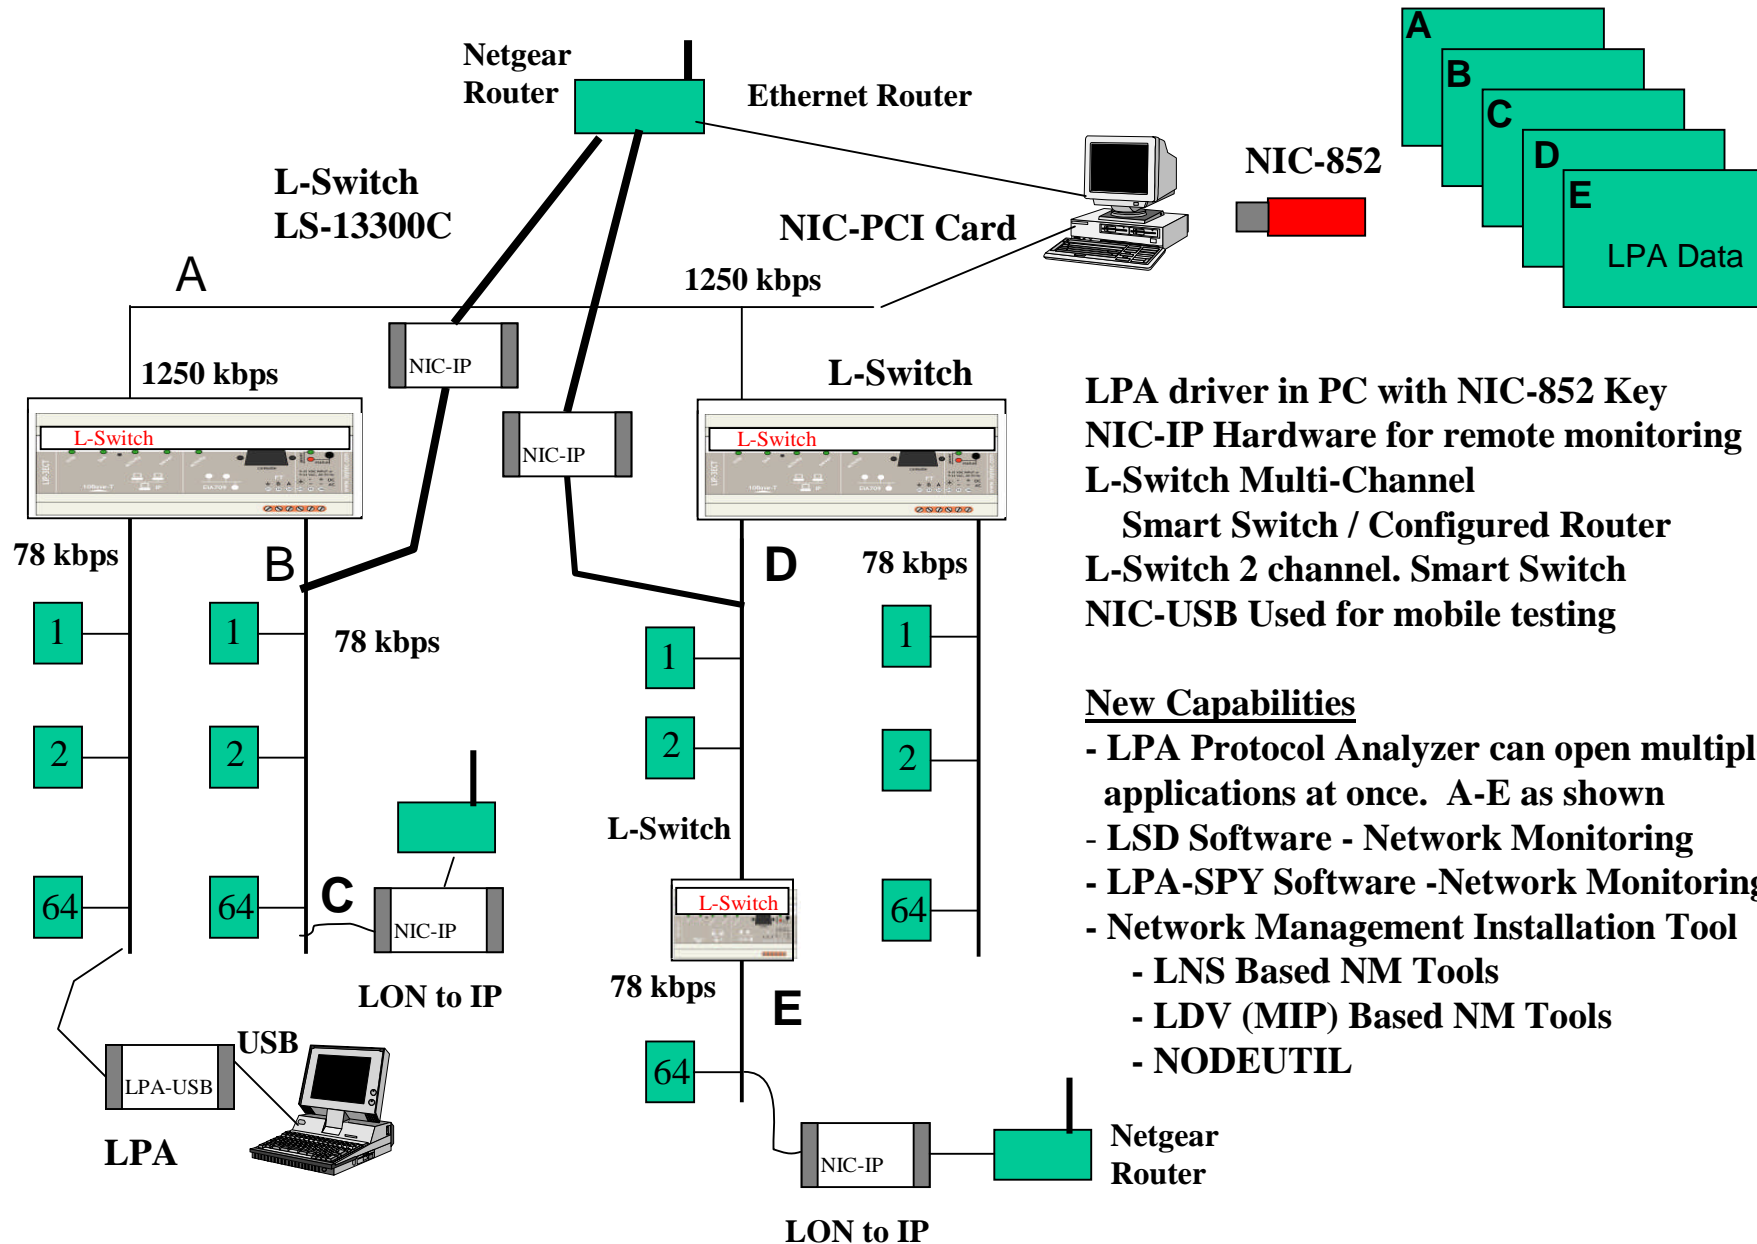 Netgear
Router
Ethernet Router
A
B
C
D
E
LPA Data
NIC-852
L-Switch
LS-13300C
NIC-PCI Card
A
1250 kbps
1250 kbps
NIC-IP
NIC-IP
L-Switch
L-Switch
L-Switch
78 kbps
B
D
78 kbps
1
1
78 kbps
1
1
2
2
2
2
L-Switch
64
64
C
NIC-IP
L-Switch
64
LON to IP
78 kbps
E
USB
LPA-USB
LPA
64
NIC-IP
Netgear
Router
LON to IP
LPA driver in PC with NIC-852 Key
NIC-IP Hardware for remote monitoring
L-Switch Multi-Channel
Smart Switch / Configured Router
L-Switch 2 channel. Smart Switch
NIC-USB Used for mobile testing
New Capabilities
- LPA Protocol Analyzer can open multipl
applications at once. A-E as shown
- LSD Software - Network Monitoring
- LPA-SPY Software -Network Monitoring
- Network Management Installation Tool
- LNS Based NM Tools
- LDV (MIP) Based NM Tools
- NODEUTIL